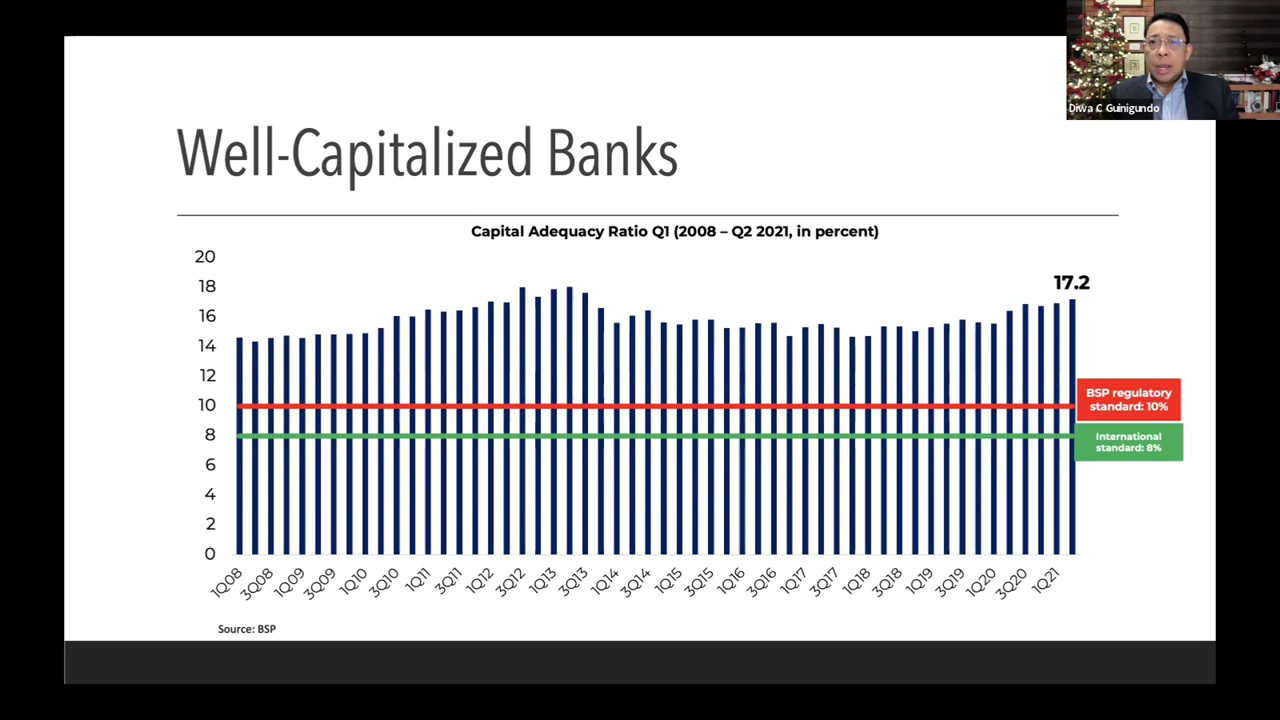 Diwa C Guinigundo
Well-Capitalized Banks
Capital Adequacy Ratio Q1 (2008 – Q2 2021, in percent)
20
18
16
14
12
10
8
6
4
2
0
17.2
BSP regulatory
standard: 10%
International
standard: 8%
1Q08
3Q08
1Q09
3Q09
1Q10
3Q10
1Q11
3Q11
1Q12
3Q12
1Q13
3Q13
1Q14
3Q14
1Q15
3Q15
1Q16
3Q16
1Q17
3Q17
1Q18
3Q18
1Q19
3Q19
1Q20
3Q20
1Q21
Source: BSP